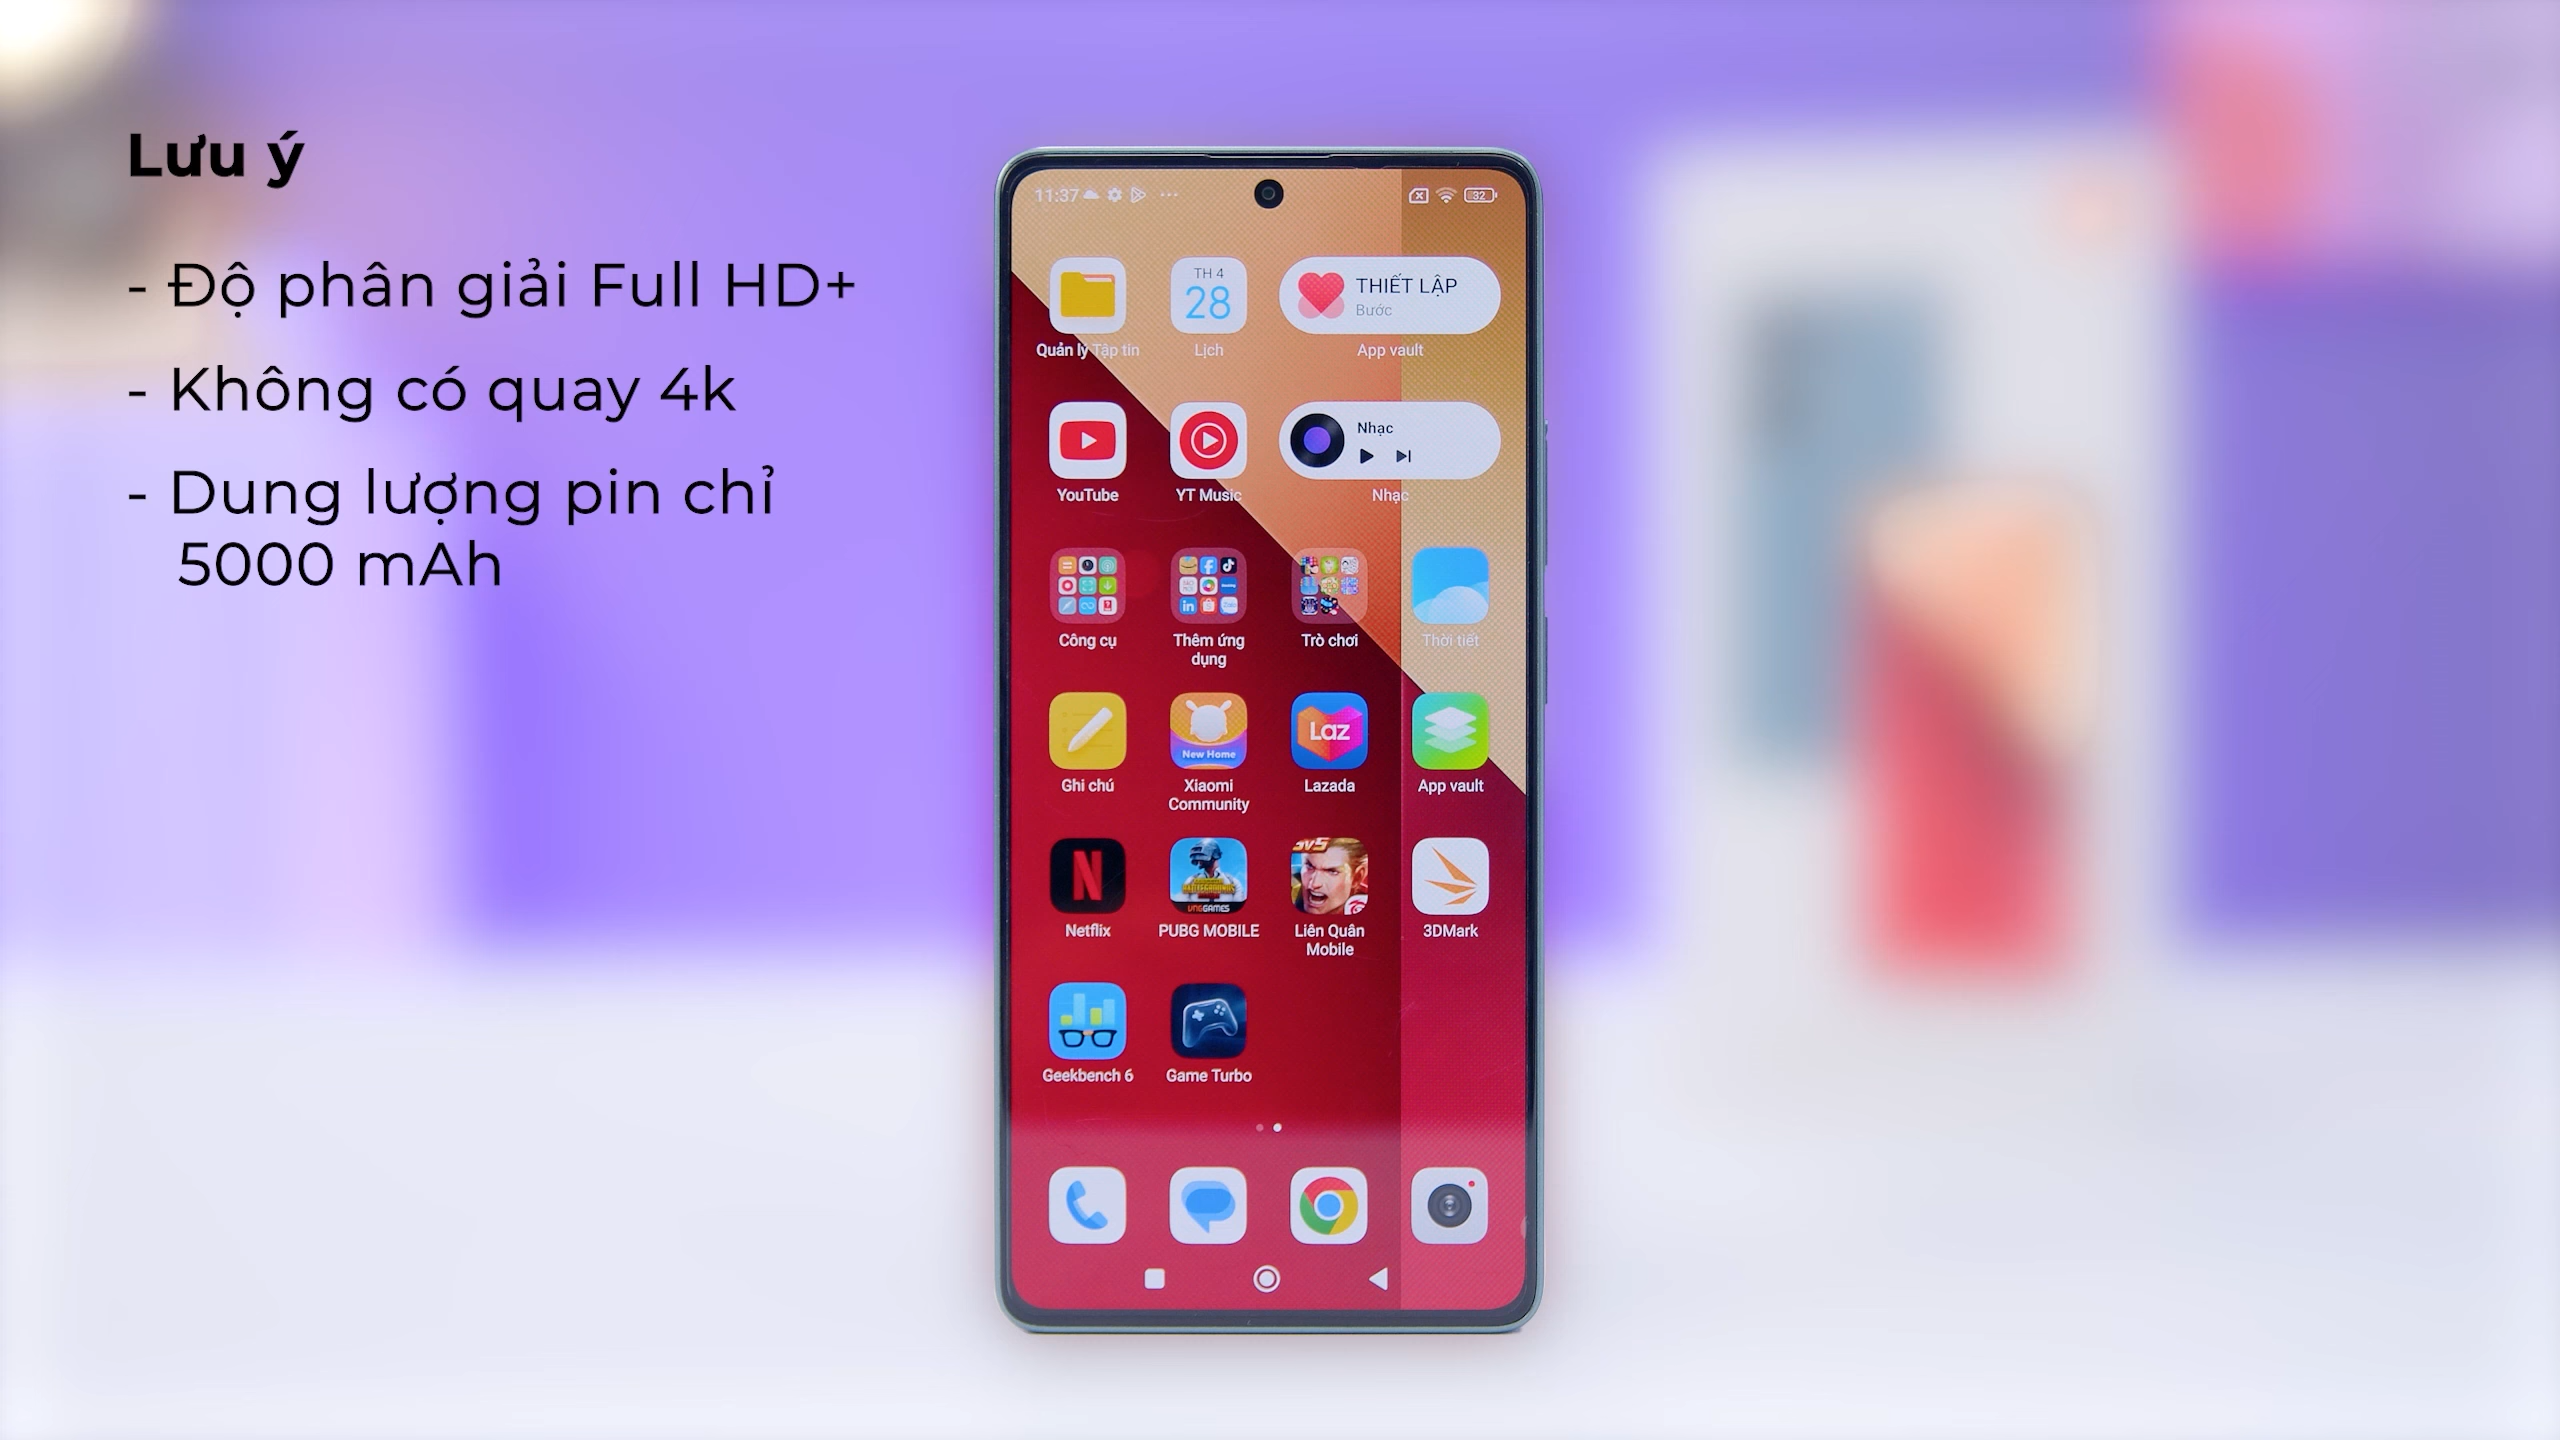 Lưu ý
- Độ phân giải Full HD+
- Không có quay 4k
- Dung lượng pin chỉ
5000 mAh
11:37
32
TH 4
28
THIẾT LẬP
Bước
Quản lý Tập tin
Lịch
App vault
Nhạc
YouTube
YT Music
Nhạc
Công cụ
Thêm ứng
dụng
Trò chơi
Thời tiết
New Home
Laz
Ghi chú
Xiaomi
Community
Lazada
App vault
5V5
VNGGAMES
Netflix
PUBG MOBILE
Liên Quân
Mobile
3DMark
Geekbench 6
Game Turbo